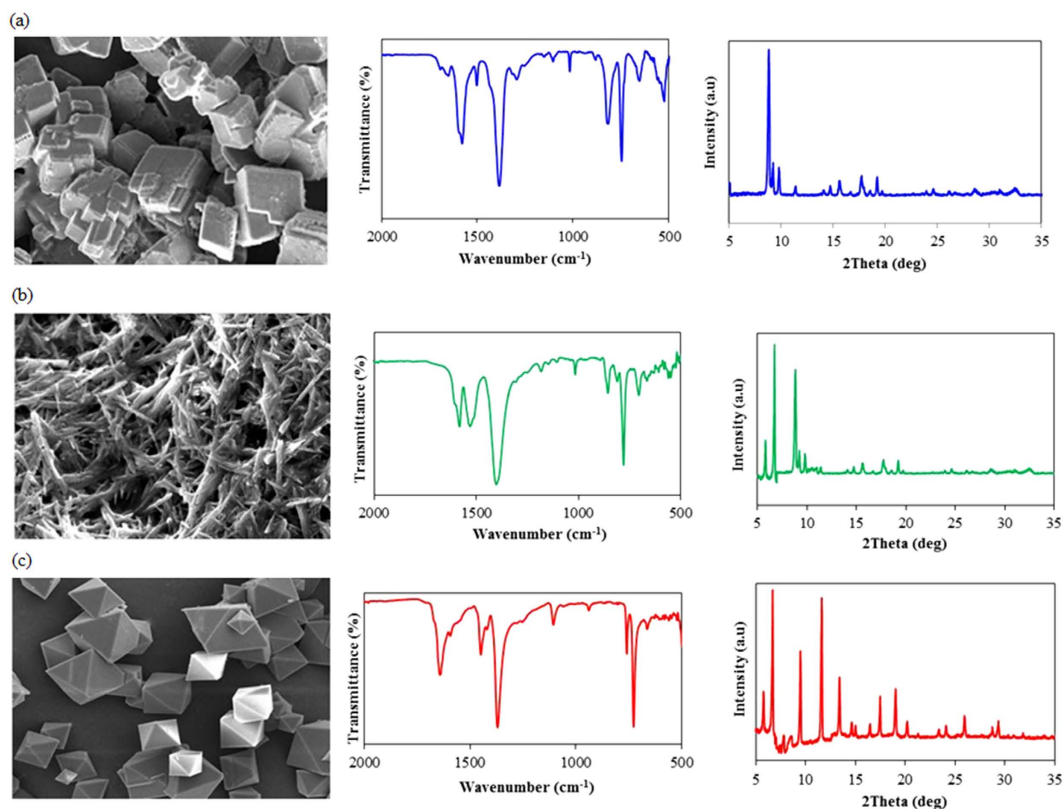 (a)
Transmittance (%)
2000 1500 1000 500
Wavenumber (cm-1)
Intensity (a.u)
5 10 15 20 25 30 35
2Theta (deg)
(b)
Transmittance (%)
2000 1500 1000 500
Wavenumber (cm-1)
Intensity (a.u)
5 10 15 20 25 30 35
2Theta (deg)
(c)
Transmittance (%)
2000 1500 1000 500
Wavenumber (cm-1)
Intensity (a.u)
5 10 15 20 25 30 35
2Theta (deg)